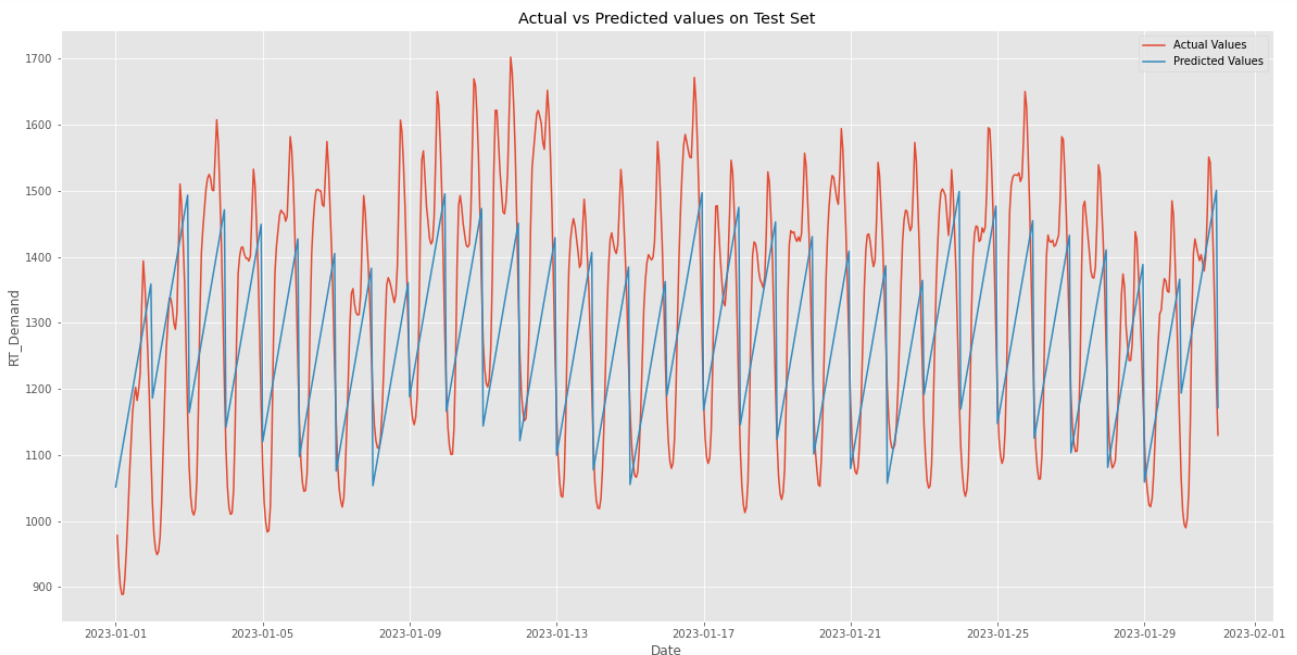 Actual vs Predicted values on Test Set
Actual Values
Predicted Values
1700
1600
1500
1400
1300
1200
1100
1000
900
RT_Demand
2023-01-01 2023-01-05 2023-01-09 2023-01-13 2023-01-17 2023-01-21 2023-01-25 2023-01-29 2023-02-01
Date